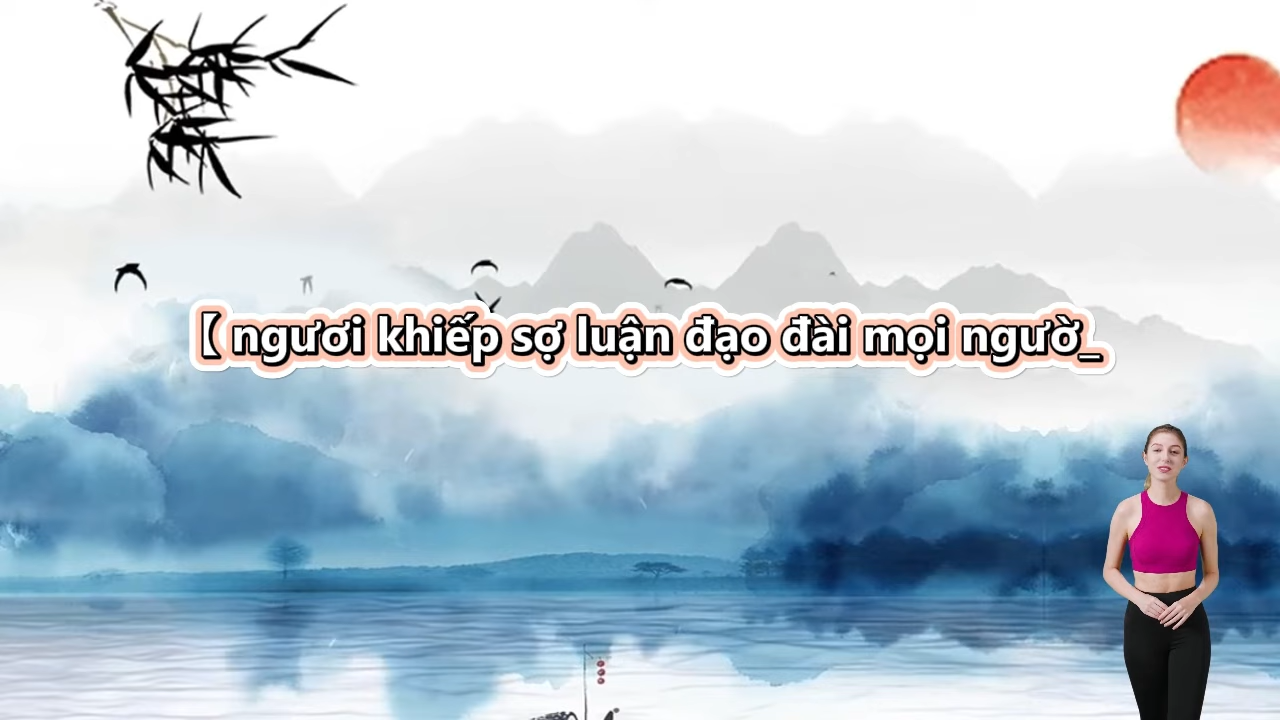 【 ngươi khiếp sợ luận đạo đài mọi ngườ_